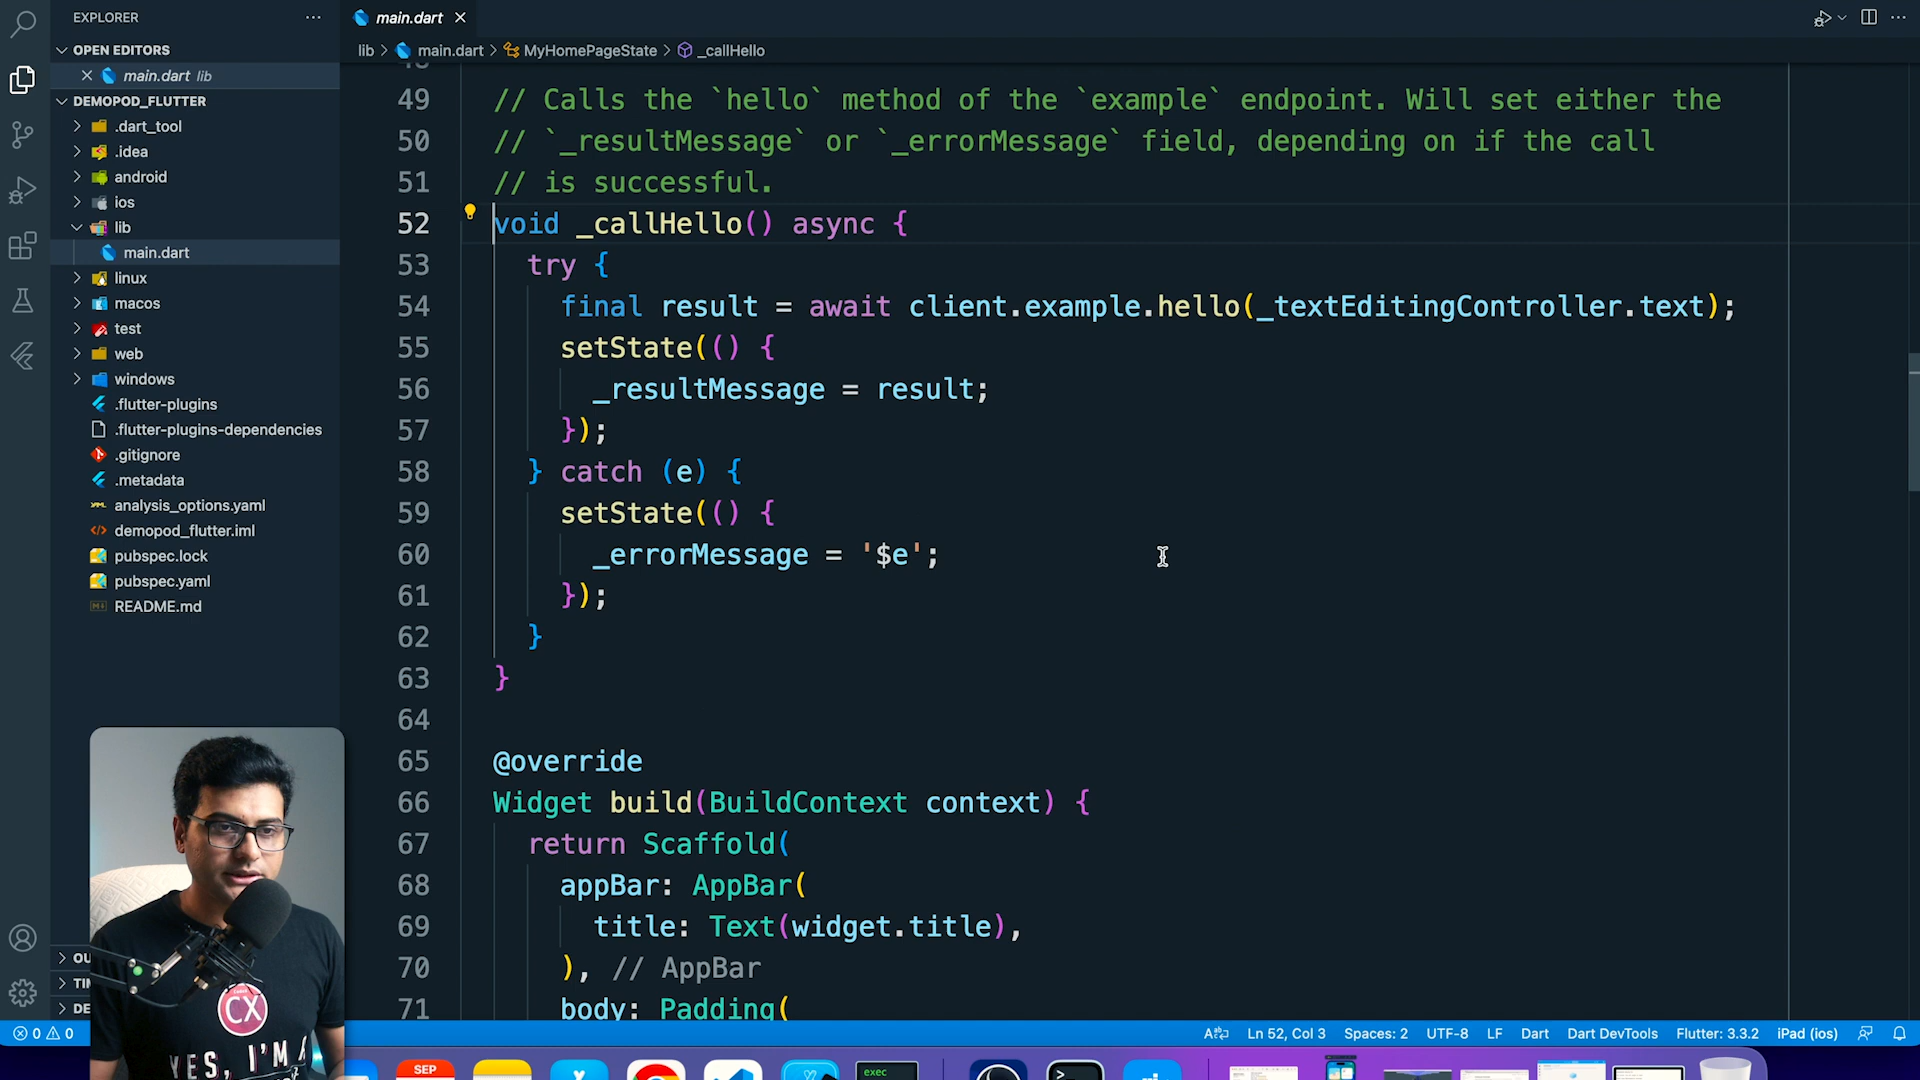 EXPLORER
main.dart
OPEN EDITORS
main.dart lib
lib
main.dart
MyHomePageState
_callHello
DEMOPOD_FLUTTER
.dart_tool
.idea
android
ios
lib
main.dart
linux
macos
test
web
windows
.flutter-plugins
.flutter-plugins-dependencies
.gitignore
.metadata
analysis_options.yaml
demopod_flutter.iml
pubspec.lock
pubspec.yaml
README.md
49 // Calls the `hello` method of the `example` endpoint. Will set either the
50 // `_resultMessage` or `_errorMessage` field, depending on if the call
51 // is successful.
52 void _callHello() async {
53 try {
54 final result = await client.example.hello(_textEditingController.text);
55 setState(() {
56 _resultMessage = result;
57 });
58 } catch (e) {
59 setState(() {
60 _errorMessage = '$e';
61 });
62 }
63 }
64
65 @override
66 Widget build(BuildContext context) {
67 return Scaffold(
68 appBar: AppBar(
69 title: Text(widget.title),
70 ), // AppBar
71 body: Padding(
OU
TI
DE
CX
YES, I'M A
0 0
Ln 52, Col 3
Spaces: 2
UTF-8
LF
Dart
Dart DevTools
Flutter: 3.3.2
iPad (ios)
SEP
exec